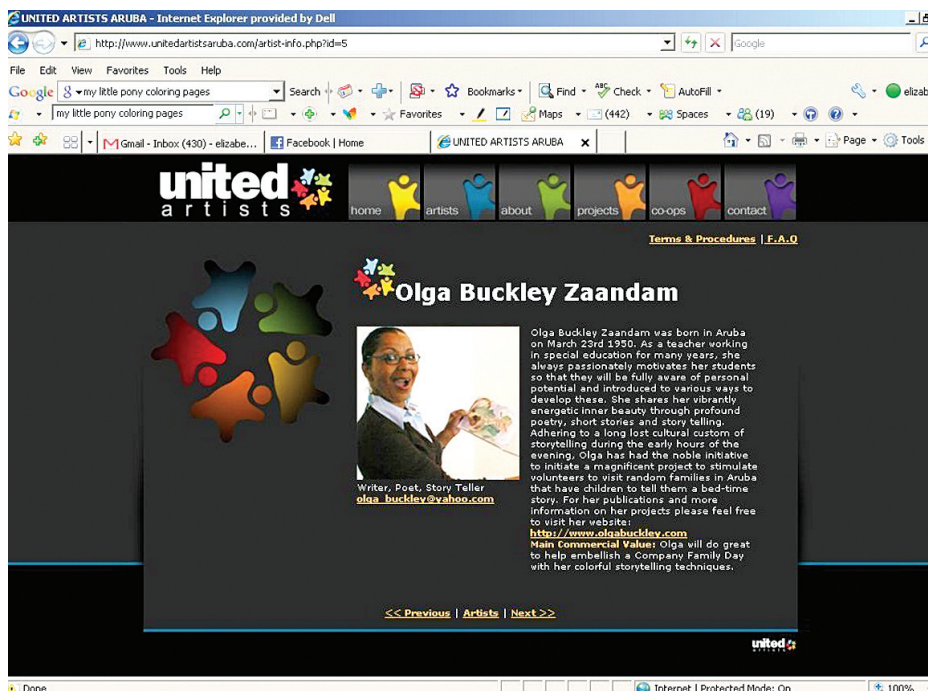 UNITED ARTISTS ARUBA - Internet Explorer provided by Dell
http://www.unitedartistsaruba.com/artist-info.php?id=5
Google
File Edit View Favorites Tools Help
Google my little pony coloring pages Search Bookmarks Find Check AutoFill elizab
my little pony coloring pages Favorites Maps (442) Spaces (19)
Gmail - Inbox (430) - elizabe... Facebook | Home UNITED ARTISTS ARUBA x Page Tools
united
artists
home artists about projects co-ops contact
Terms & Procedures | F.A.Q
Olga Buckley Zaandam
Writer, Poet, Story Teller
olga_buckley@yahoo.com
Olga Buckley Zaandam was born in Aruba
on March 23rd 1950. As a teacher working
in special education for many years, she
always passionately motivates her students
so that they will be fully aware of personal
potential and introduced to various ways to
develop these. She shares her vibrantly
energetic inner beauty through profound
poetry, short stories and story telling.
Adhering to a long lost cultural custom of
storytelling during the early hours of the
evening, Olga has had the noble initiative
to initiate a magnificent project to stimulate
volunteers to visit random families in Aruba
that have children to tell them a bed-time
story. For her publications and more
information on her projects please feel free
to visit her website:
http://www.olgabuckley.com
Main Commercial Value: Olga will do great
to help embellish a Company Family Day
with her colorful storytelling techniques.
<< Previous | Artists | Next >>
united
artists
Done Internet | Protected Mode: On 100%